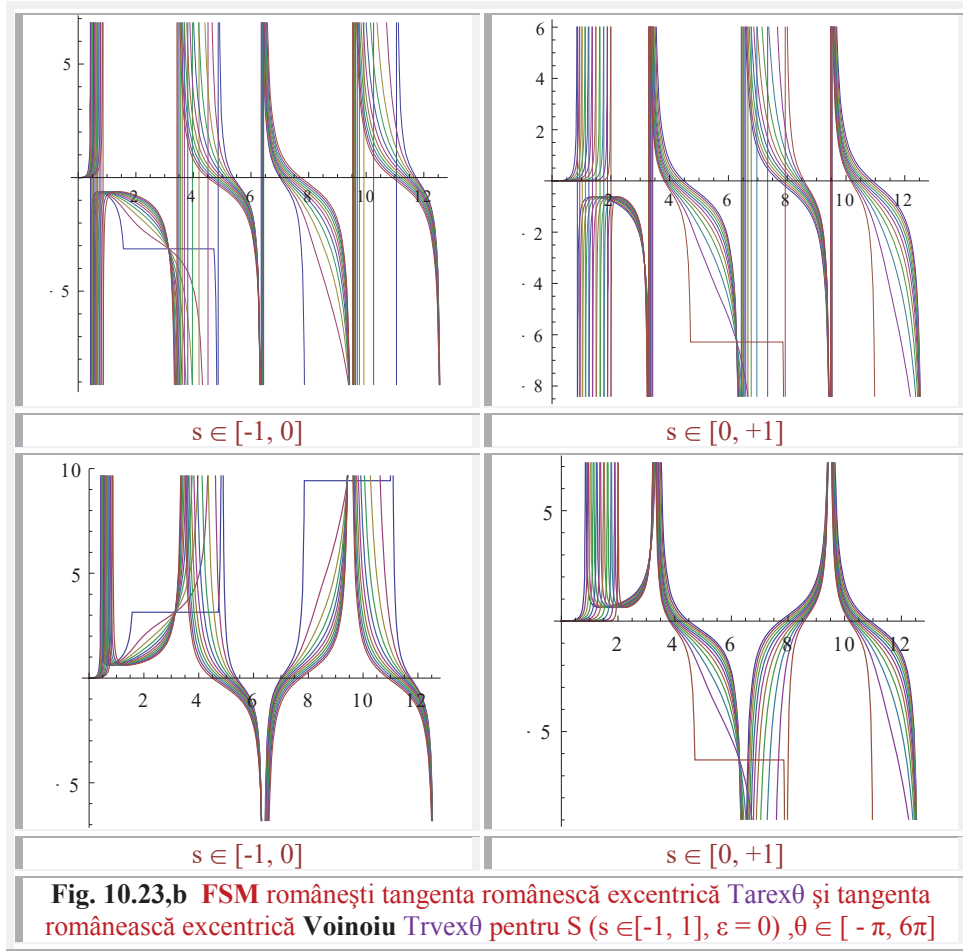 5
2 4 6 8 10 12
- 5
6
4
2
2 4 6 8 10 12
- 2
- 4
- 6
- 8
s ∈ [-1, 0]
s ∈ [0, +1]
10
5
2 4 6 8 10 12
- 5
5
2 4 6 8 10 12
- 5
s ∈ [-1, 0]
s ∈ [0, +1]
Fig. 10.23,b FSM româneşti tangenta românescă excentrică Tarexθ şi tangenta
românească excentrică Voinoiu Trvexθ pentru S (s ∈[-1, 1], ε = 0) ,θ ∈ [ - π, 6π]